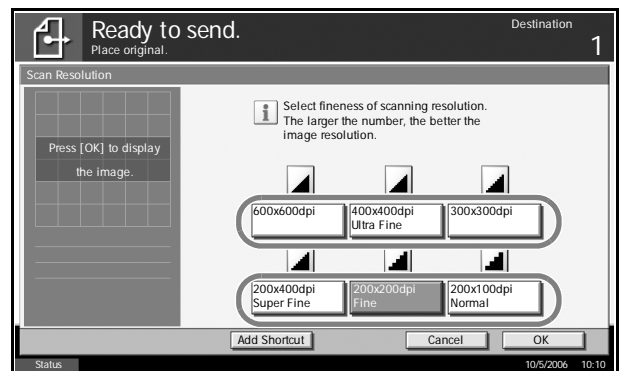 Ready to send.
Place original.
Destination
1
Scan Resolution
Press [OK] to display
the image.
i
Select fineness of scanning resolution.
The larger the number, the better the
image resolution.
600x600dpi
400x400dpi
Ultra Fine
300x300dpi
200x400dpi
Super Fine
200x200dpi
Fine
200x100dpi
Normal
Add Shortcut
Cancel
OK
Status
10/5/2006 10:10